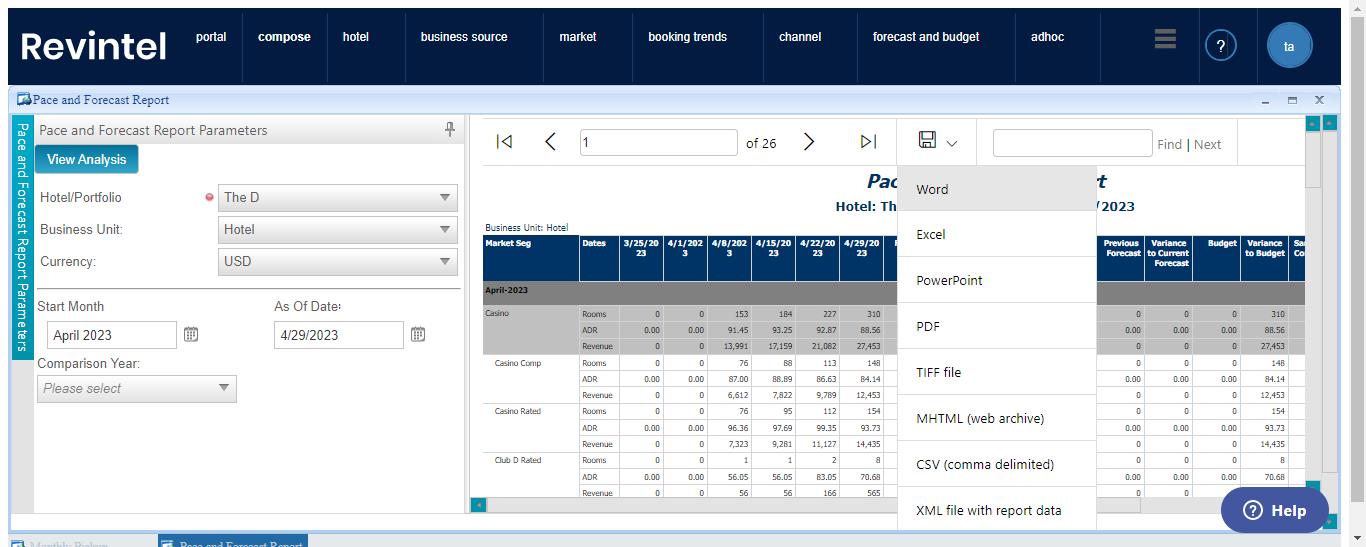 Revintel portal compose hotel business source market booking trends channel forecast and budget adhoc ? ta
Pace and Forecast Report
Pace and Forecast Report Parameters
Pace and Forecast Report Parameters
View Analysis
Hotel/Portfolio The D
Business Unit: Hotel
Currency: USD
Start Month As Of Date:
April 2023 4/29/2023
Comparison Year:
Please select
1 of 26 Find | Next
Word
Excel
PowerPoint
PDF
TIFF file
MHTML (web archive)
CSV (comma delimited)
XML file with report data
Hotel: Th /2023
Business Unit: Hotel
Market Seg Dates 3/25/20 4/1/202 4/8/202 4/15/20 4/22/20 4/29/20 Previous Variance Budget Variance
23 3 3 23 23 23 Forecast to Current to Budget
Forecast
April-2023
Casino Rooms 0 0 153 184 227 310 0 0 0 310
ADR 0.00 0.00 91.45 93.25 92.87 88.56 0.00 0.00 0.00 88.56
Revenue 0 0 13,991 17,159 21,082 27,453 0 0 0 27,453
Casino Comp Rooms 0 0 76 88 113 148 0 0 0 148
ADR 0.00 0.00 87.00 88.89 86.63 84.14 0.00 0.00 0.00 84.14
Revenue 0 0 6,612 7,822 9,789 12,453 0 0 0 12,453
Casino Rated Rooms 0 0 76 95 112 154 0 0 0 154
ADR 0.00 0.00 96.36 97.69 99.35 93.73 0.00 0.00 0.00 93.73
Revenue 0 0 7,323 9,281 11,127 14,435 0 0 0 14,435
Club D Rated Rooms 0 0 1 1 2 8 0 0 0 8
ADR 0.00 0.00 56.05 56.05 83.05 70.68 0.00 0.00 0.00 70.68
Revenue 0 0 56 56 166 565 0 0 0
? Help
Pace and Forecast Report